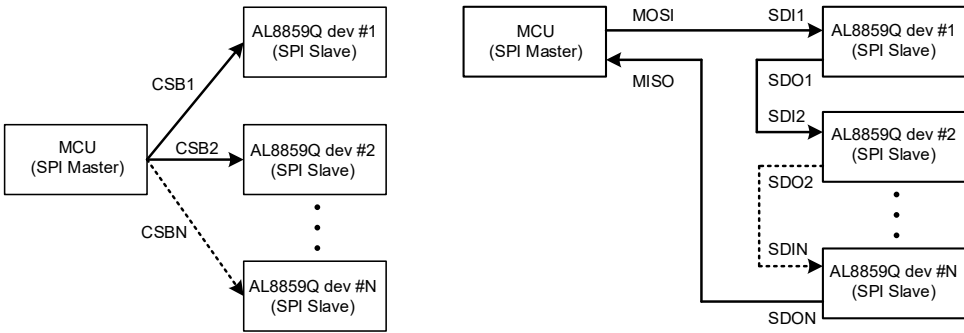 AL8859Q dev #1
(SPI Slave)
CSB1
MCU
(SPI Master)
CSB2
AL8859Q dev #2
(SPI Slave)
CSBN
AL8859Q dev #N
(SPI Slave)
MCU
(SPI Master)
MOSI
MISO
SDI1
AL8859Q dev #1
(SPI Slave)
SDO1
SDI2
AL8859Q dev #2
(SPI Slave)
SDO2
SDIN
AL8859Q dev #N
(SPI Slave)
SDON